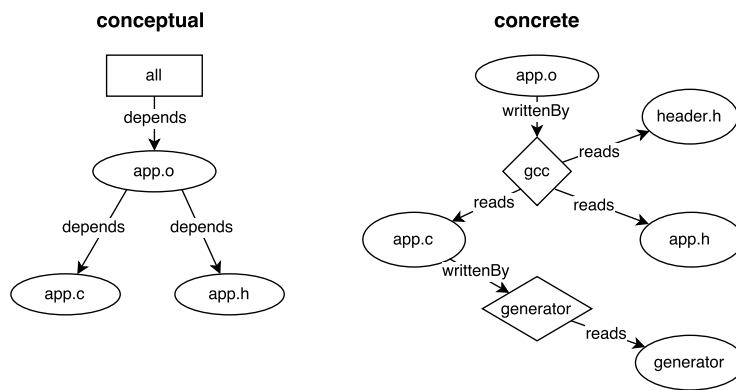 conceptual
all
depends
app.o
depends
depends
app.c
app.h
concrete
app.o
writtenBy
header.h
reads
gcc
reads
reads
app.c
app.h
writtenBy
generator
reads
generator